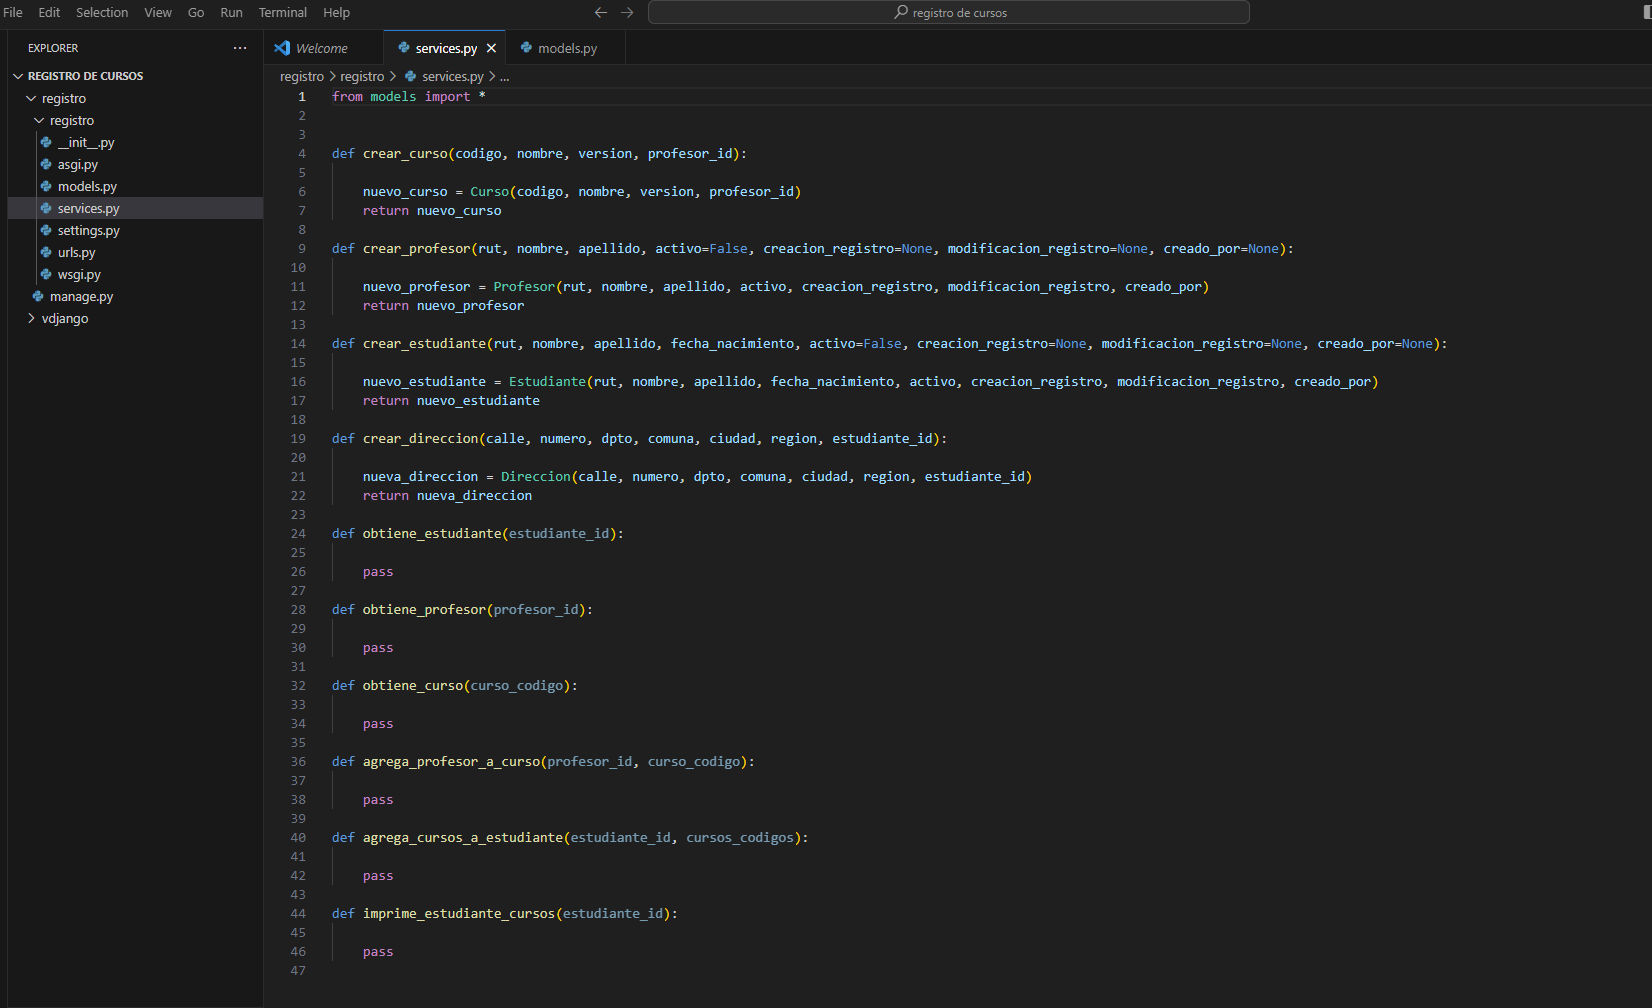 File Edit Selection View Go Run Terminal Help
registro de cursos
EXPLORER
Welcome
services.py
models.py
REGISTRO DE CURSOS
registro
registro
__init__.py
asgi.py
models.py
services.py
settings.py
urls.py
wsgi.py
manage.py
vdjango
registro > registro > services.py > ...
1 from models import *
2
3
4 def crear_curso(codigo, nombre, version, profesor_id):
5
6 nuevo_curso = Curso(codigo, nombre, version, profesor_id)
7 return nuevo_curso
8
9 def crear_profesor(rut, nombre, apellido, activo=False, creacion_registro=None, modificacion_registro=None, creado_por=None):
10
11 nuevo_profesor = Profesor(rut, nombre, apellido, activo, creacion_registro, modificacion_registro, creado_por)
12 return nuevo_profesor
13
14 def crear_estudiante(rut, nombre, apellido, fecha_nacimiento, activo=False, creacion_registro=None, modificacion_registro=None, creado_por=None):
15
16 nuevo_estudiante = Estudiante(rut, nombre, apellido, fecha_nacimiento, activo, creacion_registro, modificacion_registro, creado_por)
17 return nuevo_estudiante
18
19 def crear_direccion(calle, numero, dpto, comuna, ciudad, region, estudiante_id):
20
21 nueva_direccion = Direccion(calle, numero, dpto, comuna, ciudad, region, estudiante_id)
22 return nueva_direccion
23
24 def obtiene_estudiante(estudiante_id):
25
26 pass
27
28 def obtiene_profesor(profesor_id):
29
30 pass
31
32 def obtiene_curso(curso_codigo):
33
34 pass
35
36 def agrega_profesor_a_curso(profesor_id, curso_codigo):
37
38 pass
39
40 def agrega_cursos_a_estudiante(estudiante_id, cursos_codigos):
41
42 pass
43
44 def imprime_estudiante_cursos(estudiante_id):
45
46 pass
47